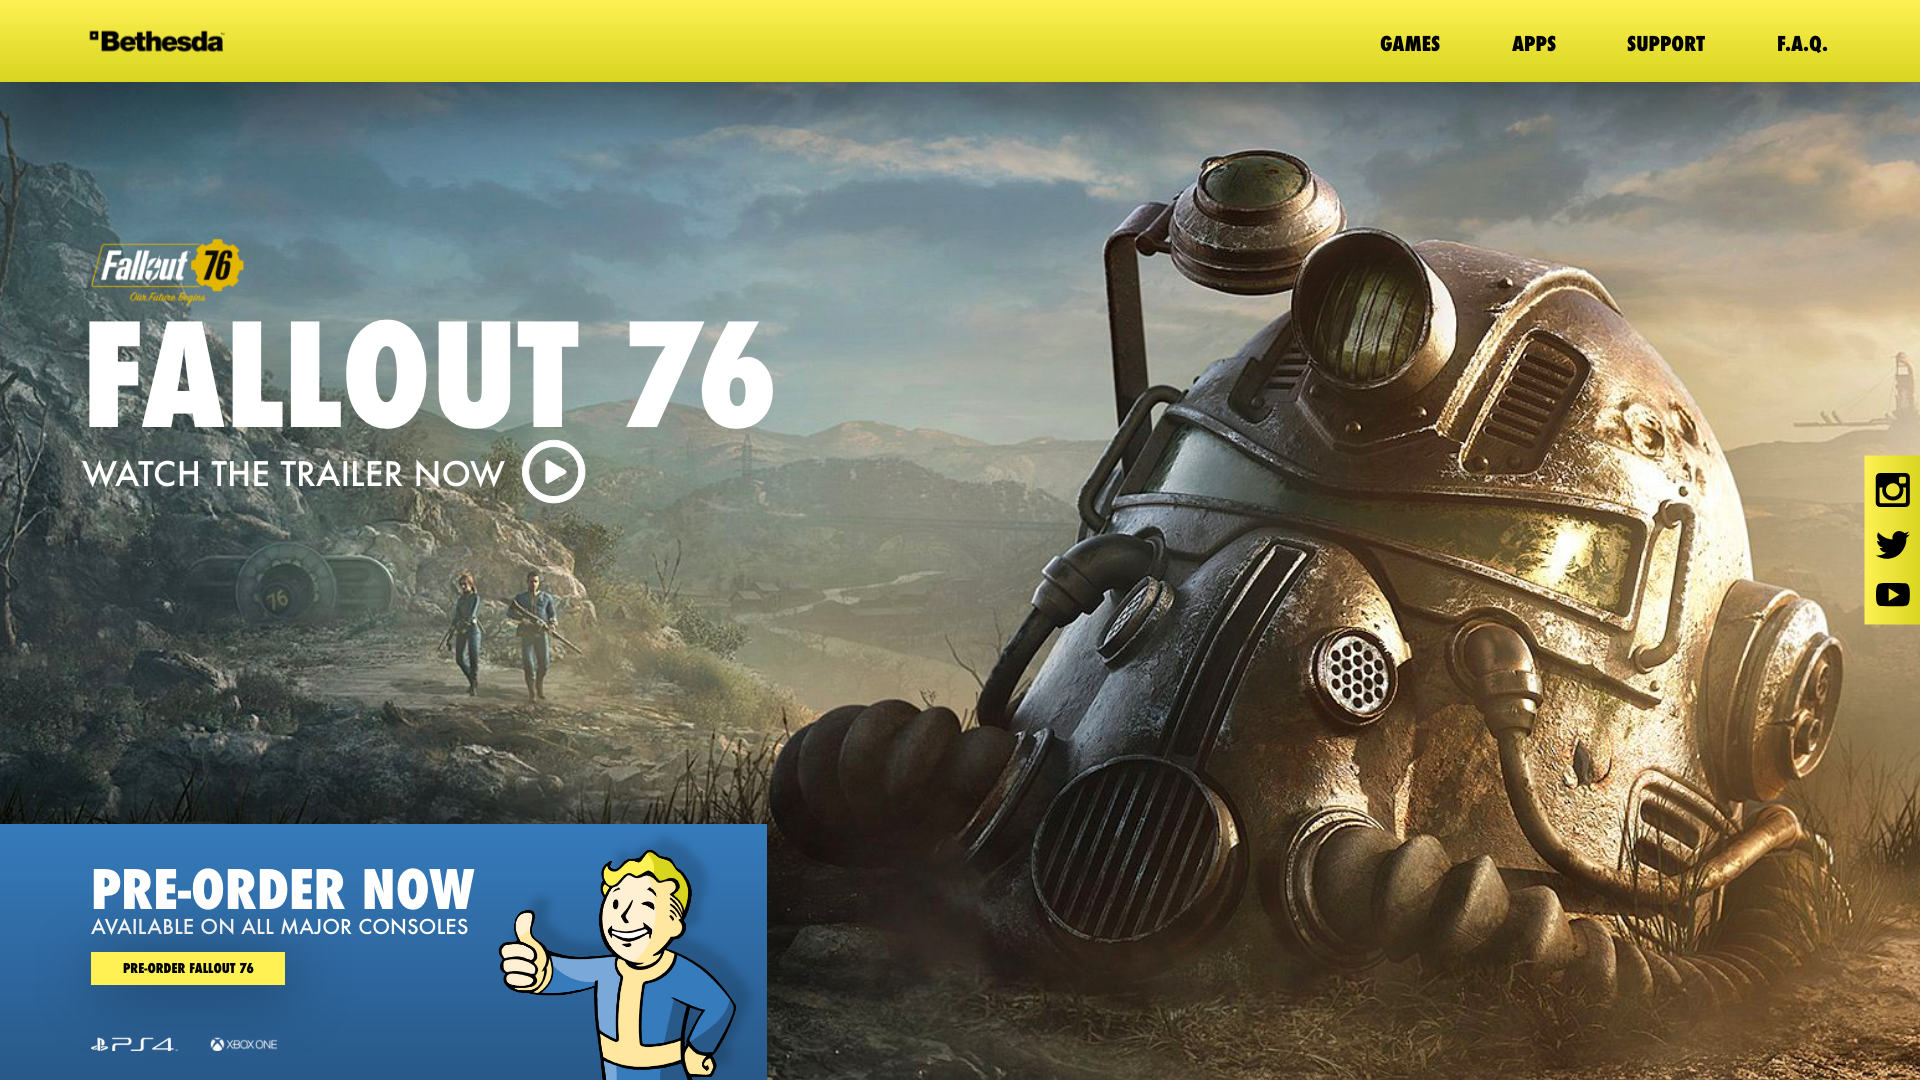 Bethesda
GAMES
APPS
SUPPORT
F.A.Q.
Fallout 76
Our Future Begins
FALLOUT 76
WATCH THE TRAILER NOW
76
PRE-ORDER NOW
AVAILABLE ON ALL MAJOR CONSOLES
PRE-ORDER FALLOUT 76
PS4
XBOX ONE